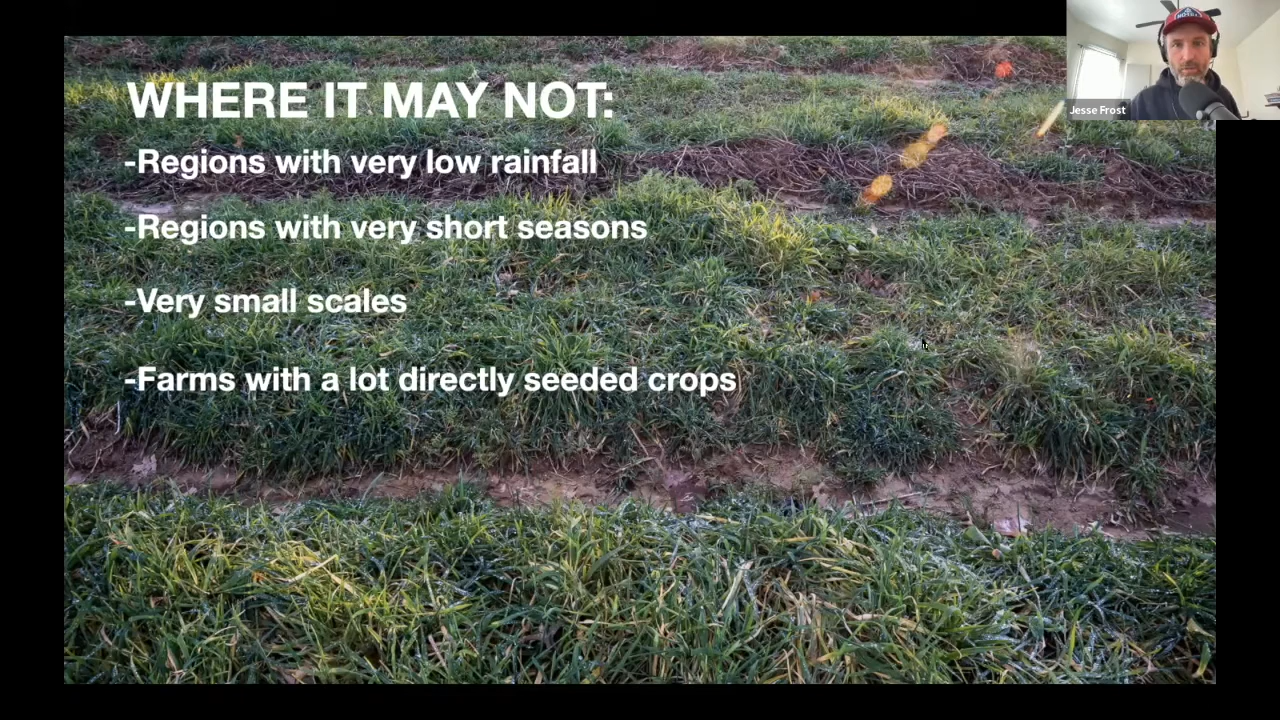 WHERE IT MAY NOT:
-Regions with very low rainfall
-Regions with very short seasons
-Very small scales
-Farms with a lot directly seeded crops
Jesse Frost